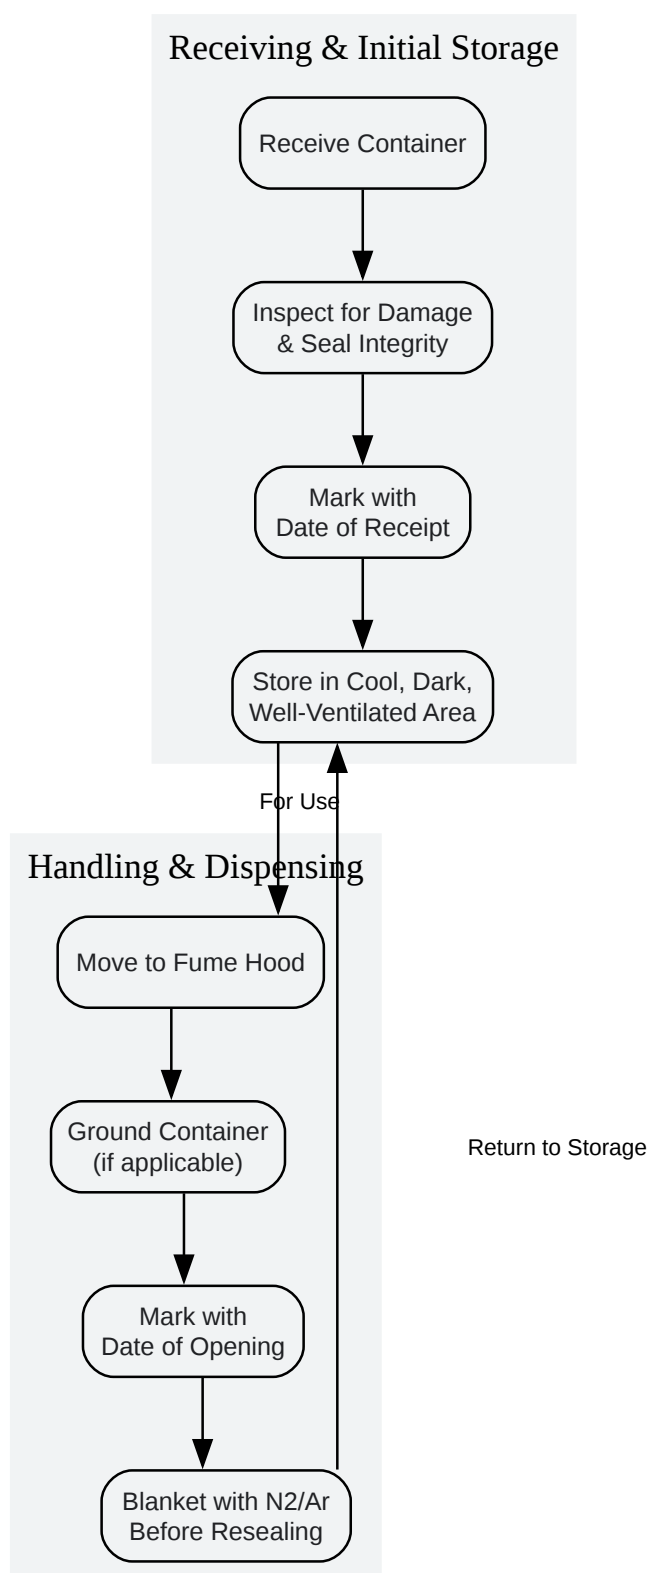 Receiving & Initial Storage
Receive Container
Inspect for Damage
& Seal Integrity
Mark with
Date of Receipt
Store in Cool, Dark,
Well-Ventilated Area
For Use
Handling & Dispensing
Move to Fume Hood
Ground Container
(if applicable)
Return to Storage
Mark with
Date of Opening
Blanket with N2/Ar
Before Resealing